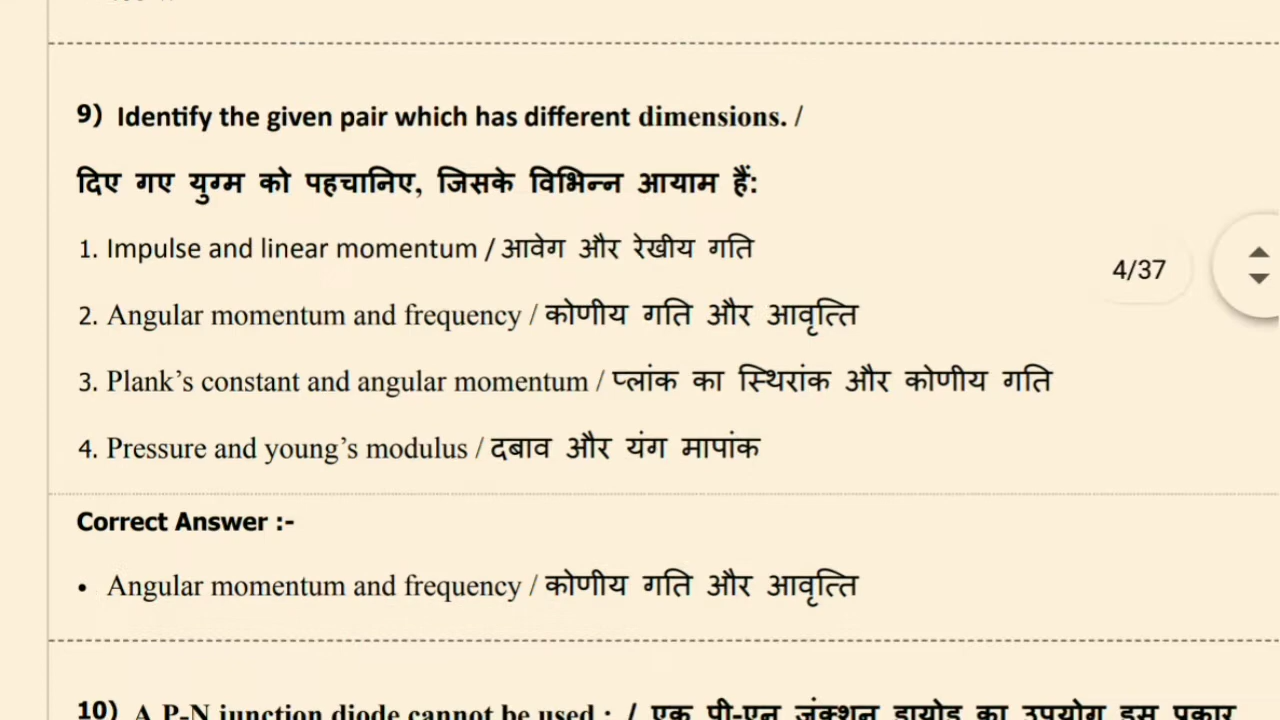 9) Identify the given pair which has different dimensions. /
दिए गए युग्म को पहचानिए, जिसके विभिन्न आयाम हैं:
1. Impulse and linear momentum / आवेग और रेखीय गति
4/37
2. Angular momentum and frequency / कोणीय गति और आवृत्ति
3. Plank’s constant and angular momentum / प्लांक का स्थिरांक और कोणीय गति
4. Pressure and young’s modulus / दबाव और यंग मापांक
Correct Answer :-
• Angular momentum and frequency / कोणीय गति और आवृत्ति
10) A P-N junction diode cannot be used : / एक पी-एन जंक्शन डायोड का उपयोग इस प्रकार